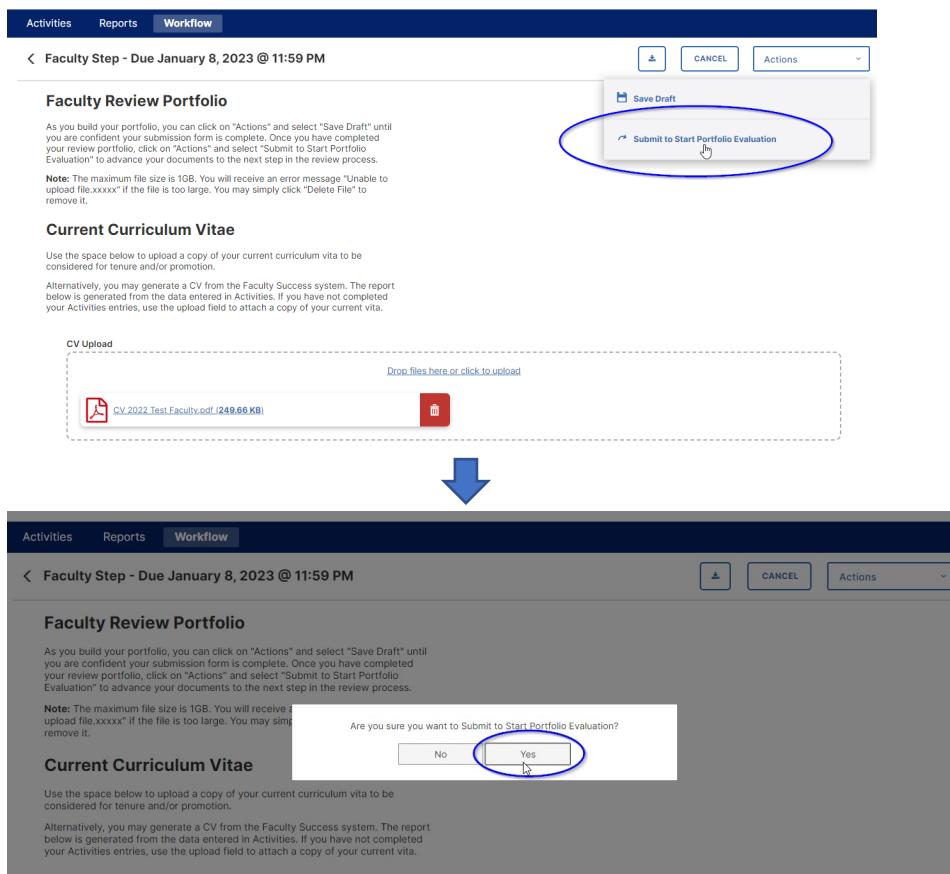 Activities Reports Workflow
Faculty Step - Due January 8, 2023 @ 11:59 PM
CANCEL
Actions
Save Draft
Submit to Start Portfolio Evaluation
Faculty Review Portfolio
As you build your portfolio, you can click on "Actions" and select "Save Draft" until
you are confident your submission form is complete. Once you have completed
your review portfolio, click on "Actions" and select "Submit to Start Portfolio
Evaluation" to advance your documents to the next step in the review process.
Note: The maximum file size is 1GB. You will receive an error message "Unable to
upload file.xxxxx" if the file is too large. You may simply click "Delete File" to
remove it.
Current Curriculum Vitae
Use the space below to upload a copy of your current curriculum vita to be
considered for tenure and/or promotion.
Alternatively, you may generate a CV from the Faculty Success system. The report
below is generated from the data entered in Activities. If you have not completed
your Activities entries, use the upload field to attach a copy of your current vita.
CV Upload
Drop files here or click to upload
CV 2022 Test Faculty.pdf (249.66 KB)
Activities Reports Workflow
Faculty Step - Due January 8, 2023 @ 11:59 PM
CANCEL
Actions
Faculty Review Portfolio
As you build your portfolio, you can click on "Actions" and select "Save Draft" until
you are confident your submission form is complete. Once you have completed
your review portfolio, click on "Actions" and select "Submit to Start Portfolio
Evaluation" to advance your documents to the next step in the review process.
Note: The maximum file size is 1GB. You will receive
upload file.xxxxx" if the file is too large. You may
remove it.
Are you sure you want to Submit to Start Portfolio Evaluation?
No Yes
Current Curriculum Vitae
Use the space below to upload a copy of your current curriculum vita to be
considered for tenure and/or promotion.
Alternatively, you may generate a CV from the Faculty Success system. The report
below is generated from the data entered in Activities. If you have not completed
your Activities entries, use the upload field to attach a copy of your current vita.